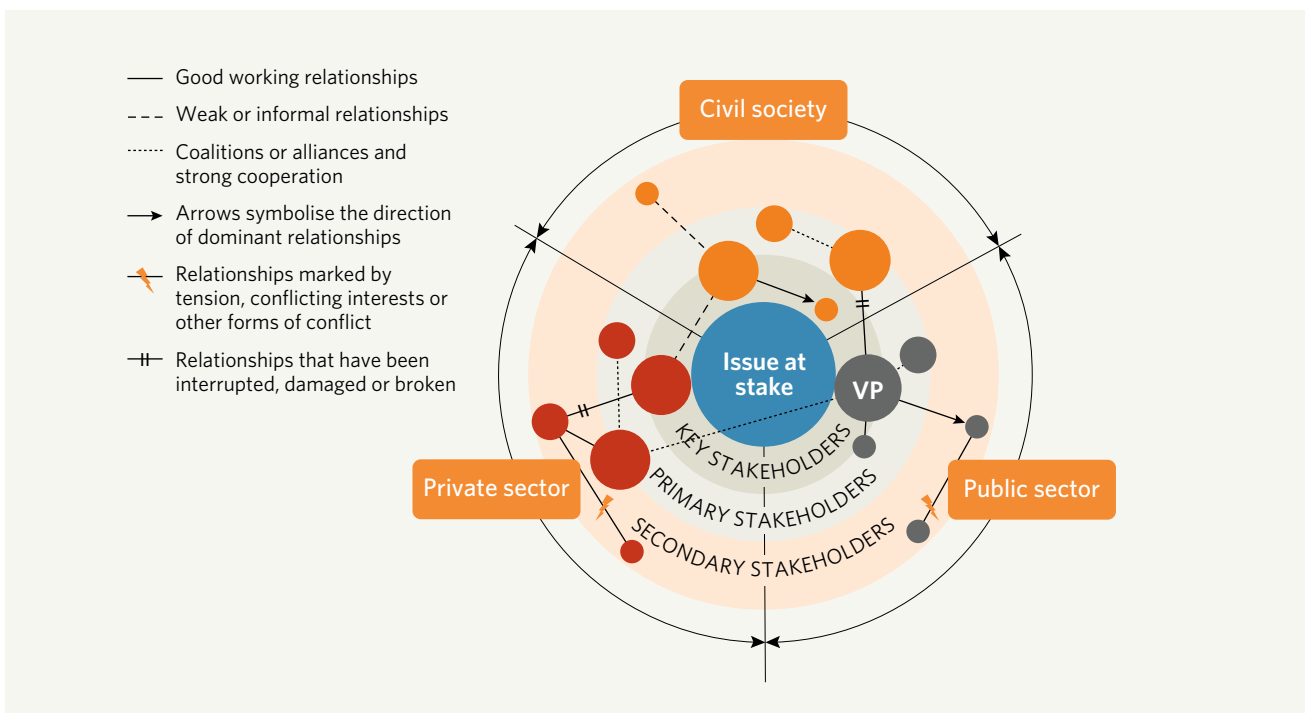 Good working relationships
Weak or informal relationships
Coalitions or alliances and
strong cooperation
Arrows symbolise the direction
of dominant relationships
Relationships marked by
tension, conflicting interests or
other forms of conflict
Relationships that have been
interrupted, damaged or broken
Civil society
Issue at
stake
VP
KEY STAKEHOLDERS
PRIMARY STAKEHOLDERS
SECONDARY STAKEHOLDERS
Private sector
Public sector